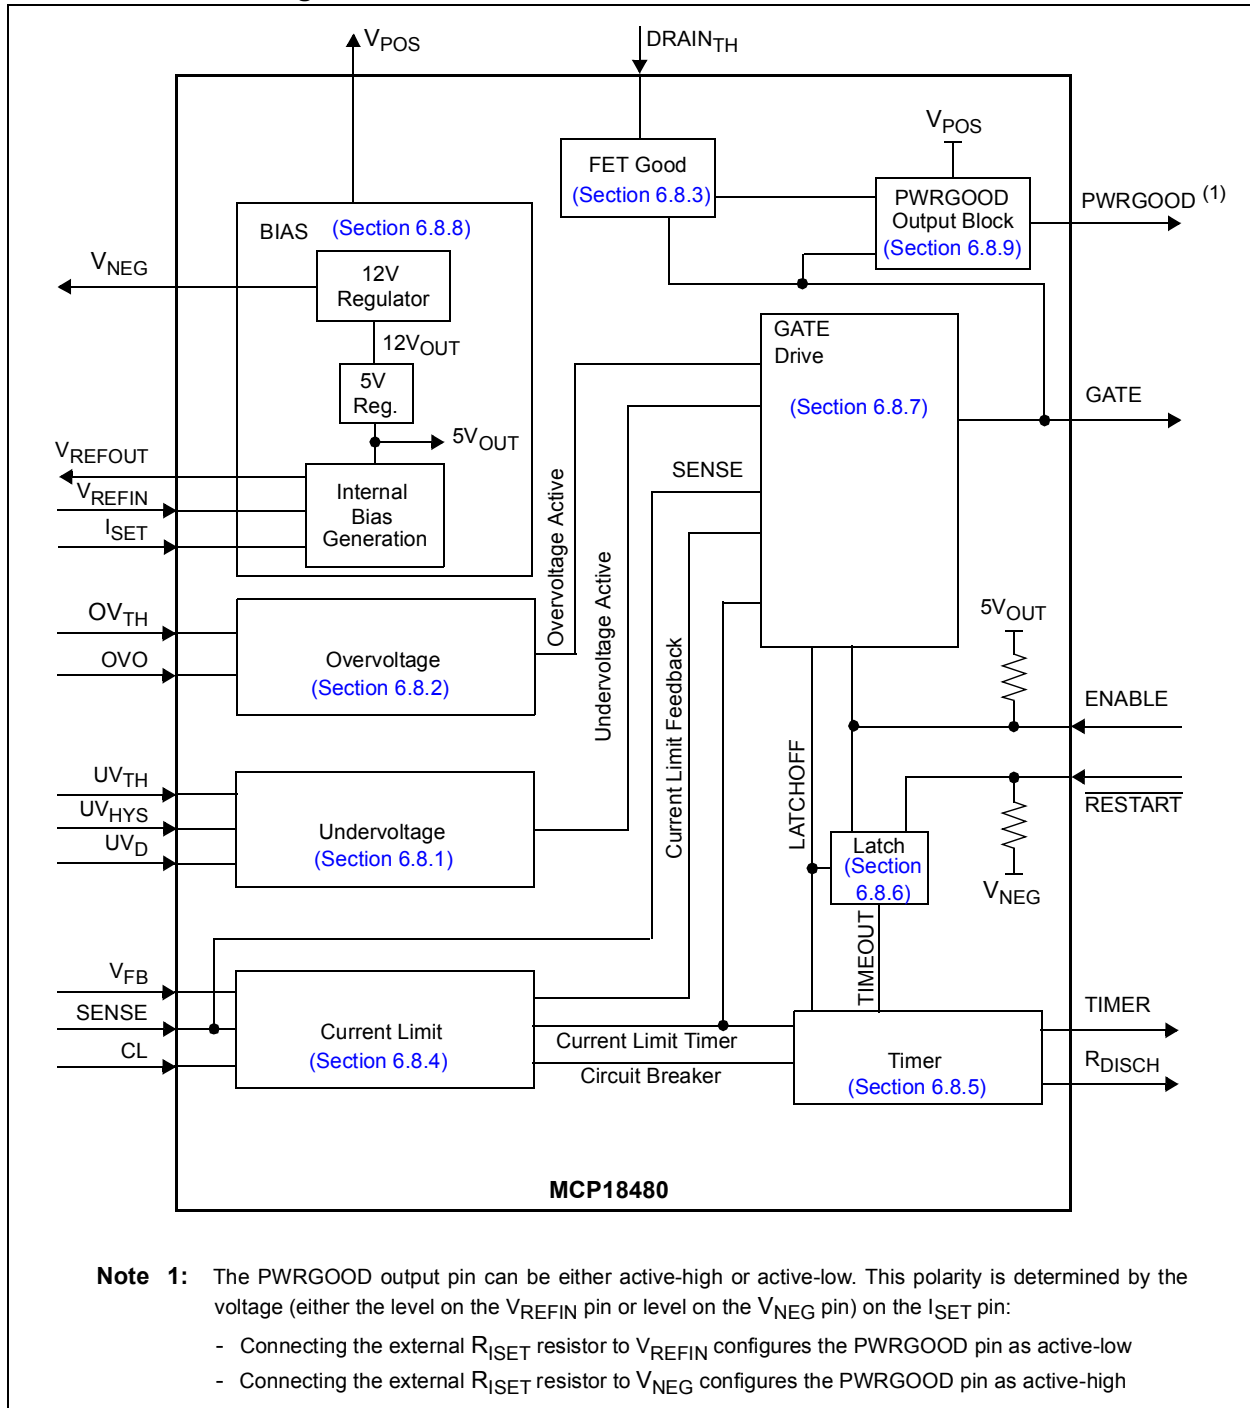 VPOS
DRAINTH
VPOS
FET Good
(Section 6.8.3)
PWRGOOD
Output Block
(Section 6.8.9)
PWRGOOD (1)
BIAS (Section 6.8.8)
VNEG
12V
Regulator
12VOUT
5V
Reg.
5VOUT
VREFOUT
VREFIN
ISET
Internal
Bias
Generation
GATE
Drive
(Section 6.8.7)
GATE
SENSE
Overvoltage Active
Undervoltage Active
Current Limit Feedback
OVTH
OVO
Overvoltage
(Section 6.8.2)
5VOUT
ENABLE
RESTART
VNEG
LATCHOFF
Latch
(Section
6.8.6)
TIMEOUT
UVTH
UVHYS
UVD
Undervoltage
(Section 6.8.1)
VFB
SENSE
CL
Current Limit
(Section 6.8.4)
Current Limit Timer
Circuit Breaker
Timer
(Section 6.8.5)
TIMER
RDISCH
MCP18480
Note 1: The PWRGOOD output pin can be either active-high or active-low. This polarity is determined by the
voltage (either the level on the VREFIN pin or level on the VNEG pin) on the ISET pin:
- Connecting the external RISET resistor to VREFIN configures the PWRGOOD pin as active-low
- Connecting the external RISET resistor to VNEG configures the PWRGOOD pin as active-high